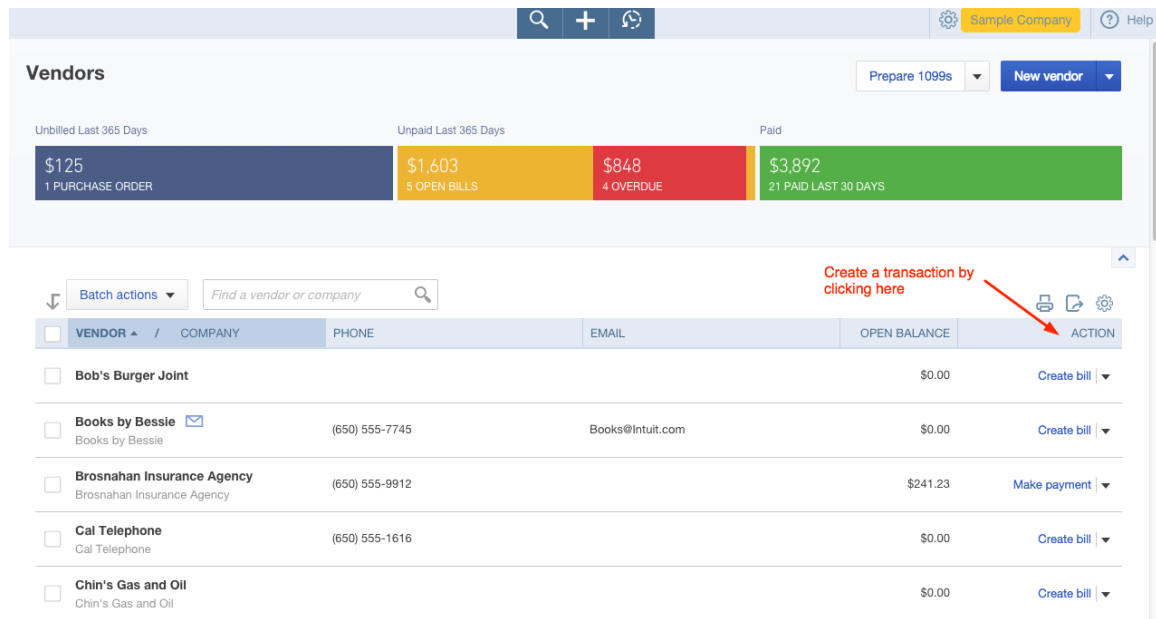 Sample Company
Help
Vendors
Prepare 1099s
New vendor
Unbilled Last 365 Days
Unpaid Last 365 Days
Paid
$125
1 PURCHASE ORDER
$1,603
5 OPEN BILLS
$848
4 OVERDUE
$3,892
21 PAID LAST 30 DAYS
Create a transaction by
clicking here
Batch actions
Find a vendor or company
VENDOR / COMPANY PHONE EMAIL OPEN BALANCE ACTION
Bob's Burger Joint $0.00 Create bill
Books by Bessie
Books by Bessie
(650) 555-7745 Books@Intuit.com $0.00 Create bill
Brosnahan Insurance Agency
Brosnahan Insurance Agency
(650) 555-9912 $241.23 Make payment
Cal Telephone
Cal Telephone
(650) 555-1616 $0.00 Create bill
Chin's Gas and Oil
Chin's Gas and Oil
$0.00 Create bill